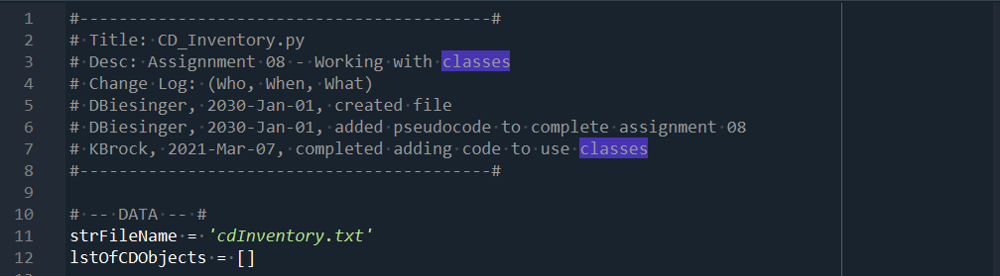 1 #------------------------------------------#
2 # Title: CD_Inventory.py
3 # Desc: Assignnment 08 - Working with classes
4 # Change Log: (Who, When, What)
5 # DBiesinger, 2030-Jan-01, created file
6 # DBiesinger, 2030-Jan-01, added pseudocode to complete assignment 08
7 # KBrock, 2021-Mar-07, completed adding code to use classes
8 #------------------------------------------#
9
10 # -- DATA -- #
11 strFileName = 'cdInventory.txt'
12 lstOfCDObjects = []